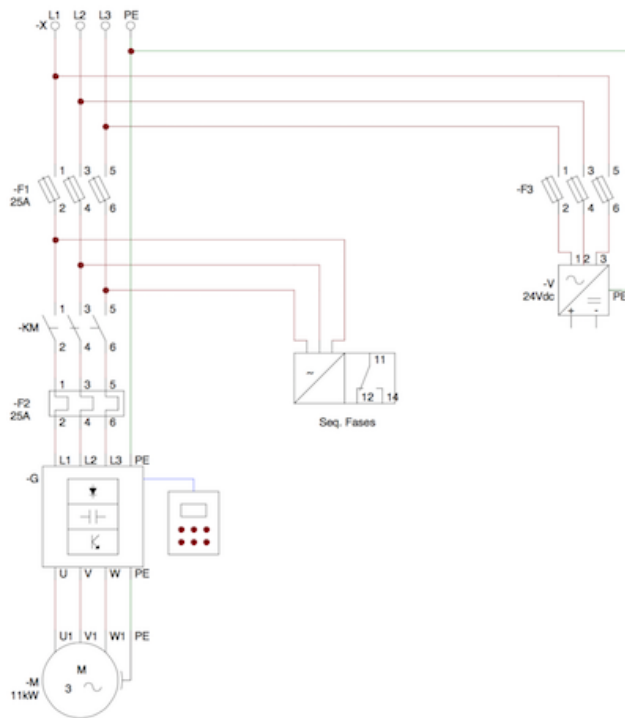 L1 L2 L3 PE
-X
1 3 5
-F1
25A
2 4 6
1 3 5
-F3
2 4 6
1 2 3
-V
24Vdc
PE
+ -
1 3 5
-KM
2 4 6
~
11
12 14
Seq. Fases
1 3 5
-F2
25A
2 4 6
L1 L2 L3 PE
-G
U V W PE
U1 V1 W1 PE
M
-M
3
11kW